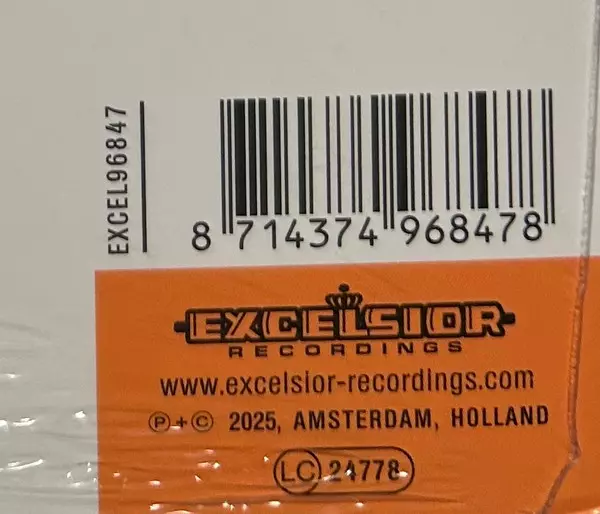 EXCEL96847
8 714374 968478
EXCELSIOR
RECORDINGS
www.excelsior-recordings.com
Ⓟ+© 2025, AMSTERDAM, HOLLAND
LC 24778